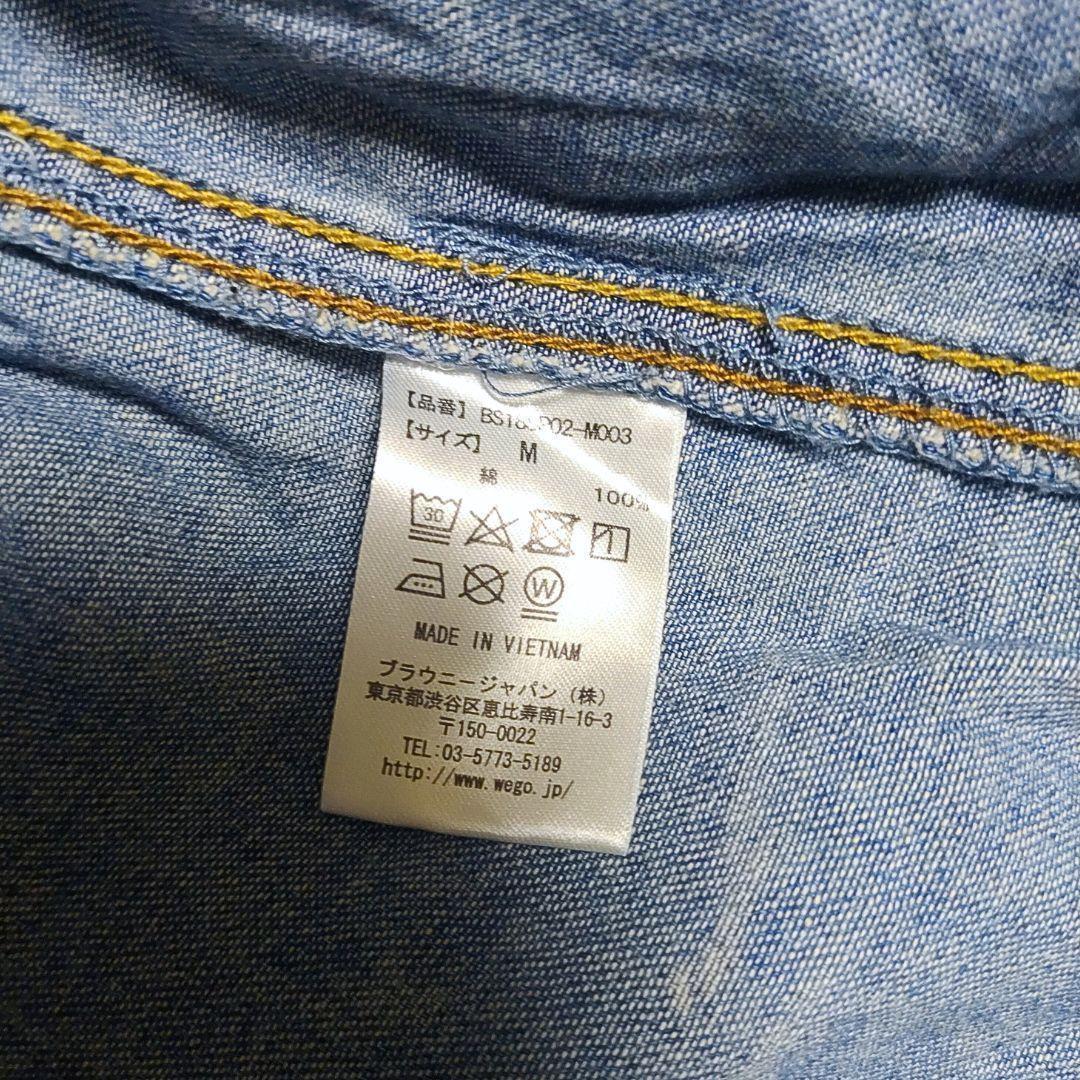 【品番】
【サイズ】 M
綿 100%
30
W
MADE IN VIETNAM
ブラウニージャパン（株）
東京都渋谷区恵比寿南1-16-3
〒150-0022
TEL:03-5773-5189
http://www.wego.jp/